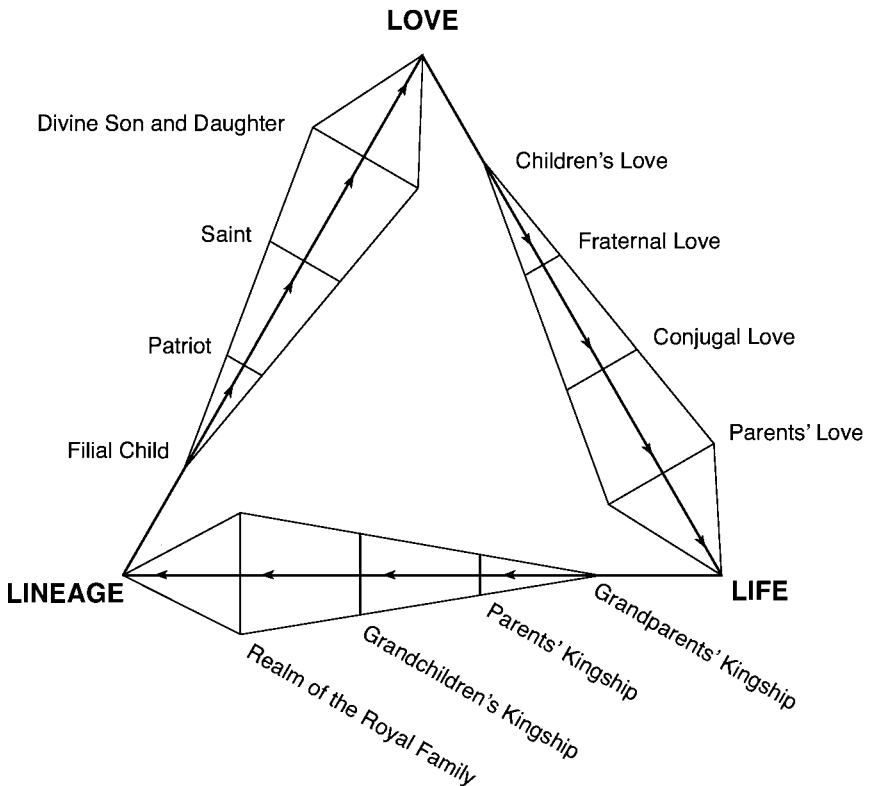 LOVE
Divine Son and Daughter
Children’s Love
Saint
Fraternal Love
Patriot
Conjugal Love
Filial Child
Parents’ Love
LINEAGE
LIFE
Grandparents’ Kingship
Parents’ Kingship
Grandchildren’s Kingship
Realm of the Royal Family